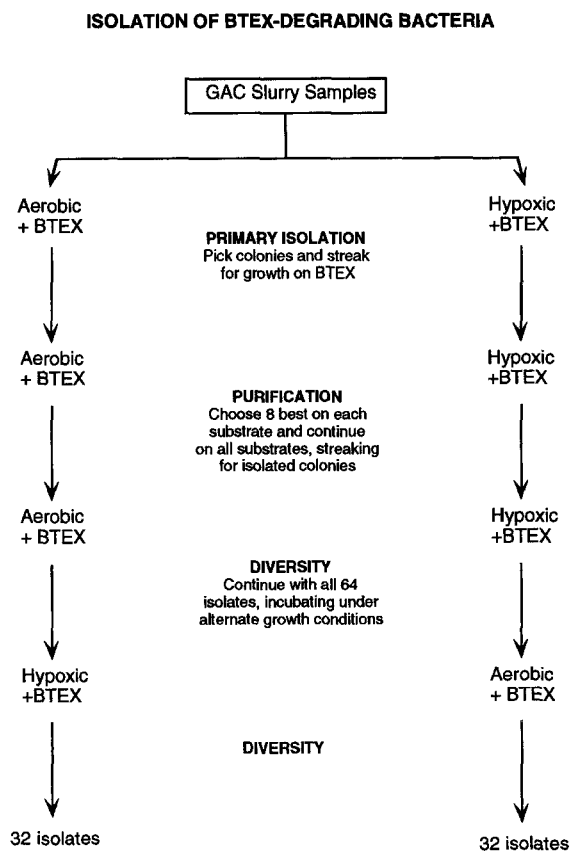 ISOLATION OF BTEX-DEGRADING BACTERIA
GAC Slurry Samples
Aerobic
+ BTEX
Hypoxic
+BTEX
PRIMARY ISOLATION
Pick colonies and streak
for growth on BTEX
Aerobic
+ BTEX
Hypoxic
+BTEX
PURIFICATION
Choose 8 best on each
substrate and continue
on all substrates, streaking
for isolated colonies
Aerobic
+ BTEX
Hypoxic
+BTEX
DIVERSITY
Continue with all 64
isolates, incubating under
alternate growth conditions
Hypoxic
+BTEX
Aerobic
+ BTEX
DIVERSITY
32 isolates
32 isolates